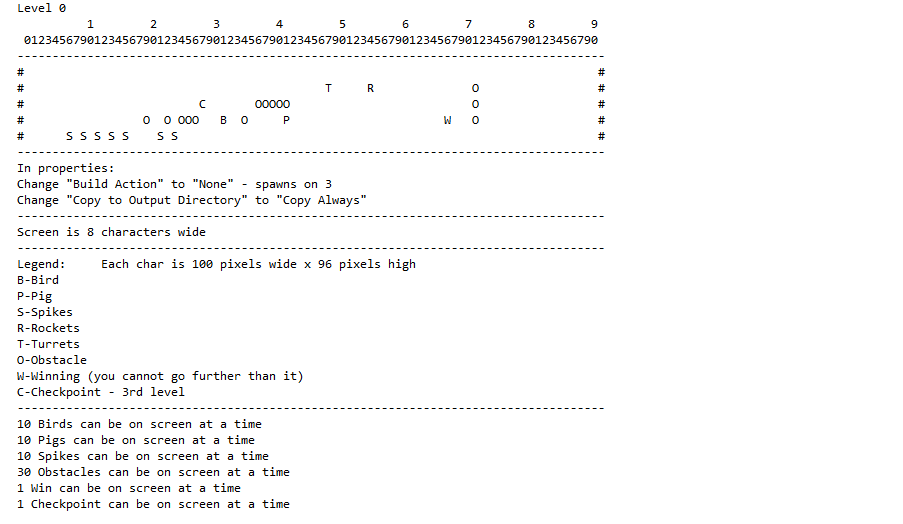 Level 0
          1        2        3        4        5        6        7        8        9
 0123456790123456790123456790123456790123456790123456790123456790123456790123456790
------------------------------------------------------------------------------------
#                                                                                  #
#                                           T     R              O                 #
#                         C       OOOOO                          O                 #
#                 O  O OOO   B  O     P                      W   O                 #
#      S S S S S    S S                                                            #
------------------------------------------------------------------------------------
In properties:
Change "Build Action" to "None" - spawns on 3
Change "Copy to Output Directory" to "Copy Always"
------------------------------------------------------------------------------------
Screen is 8 characters wide
------------------------------------------------------------------------------------
Legend:     Each char is 100 pixels wide x 96 pixels high
B-Bird
P-Pig
S-Spikes
R-Rockets
T-Turrets
O-Obstacle
W-Winning (you cannot go further than it)
C-Checkpoint - 3rd level
------------------------------------------------------------------------------------
10 Birds can be on screen at a time
10 Pigs can be on screen at a time
10 Spikes can be on screen at a time
30 Obstacles can be on screen at a time
1 Win can be on screen at a time
1 Checkpoint can be on screen at a time